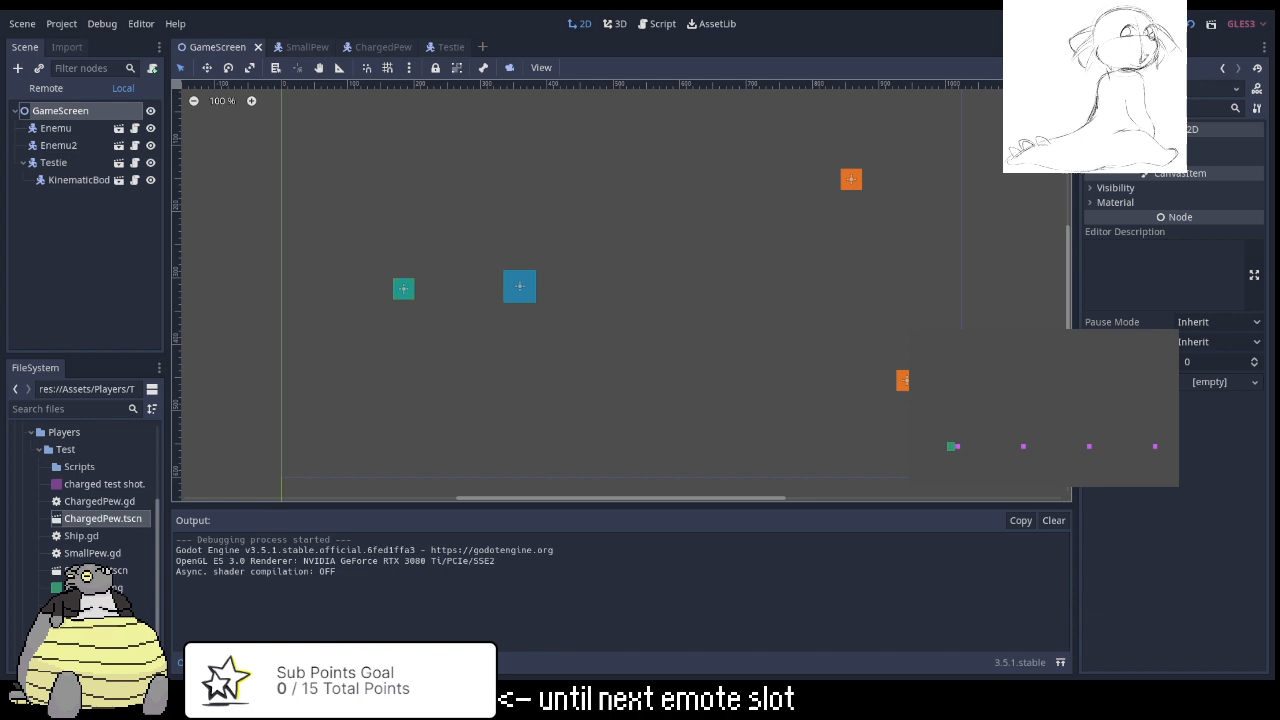 Scene Project Debug Editor Help
2D 3D Script AssetLib
GLES3
Scene Import
GameScreen SmallPew ChargedPew Testie
Filter nodes
View
Remote Local
100 %
GameScreen
Enemu
Enemu2
Testie
KinematicBod
2D
CanvasItem
Visibility
Material
Node
Editor Description
Pause Mode Inherit
Inherit
0
[empty]
FileSystem
res://Assets/Players/T
Search files
Players
Test
Scripts
charged test shot.
ChargedPew.gd
ChargedPew.tscn
Ship.gd
SmallPew.gd
Output:
Copy Clear
--- Debugging process started ---
Godot Engine v3.5.1.stable.official.6fed1ffa3 - https://godotengine.org
OpenGL ES 3.0 Renderer: NVIDIA GeForce RTX 3080 Ti/PCIe/SSE2
Async. shader compilation: OFF
3.5.1.stable
Sub Points Goal
0 / 15 Total Points
<- until next emote slot